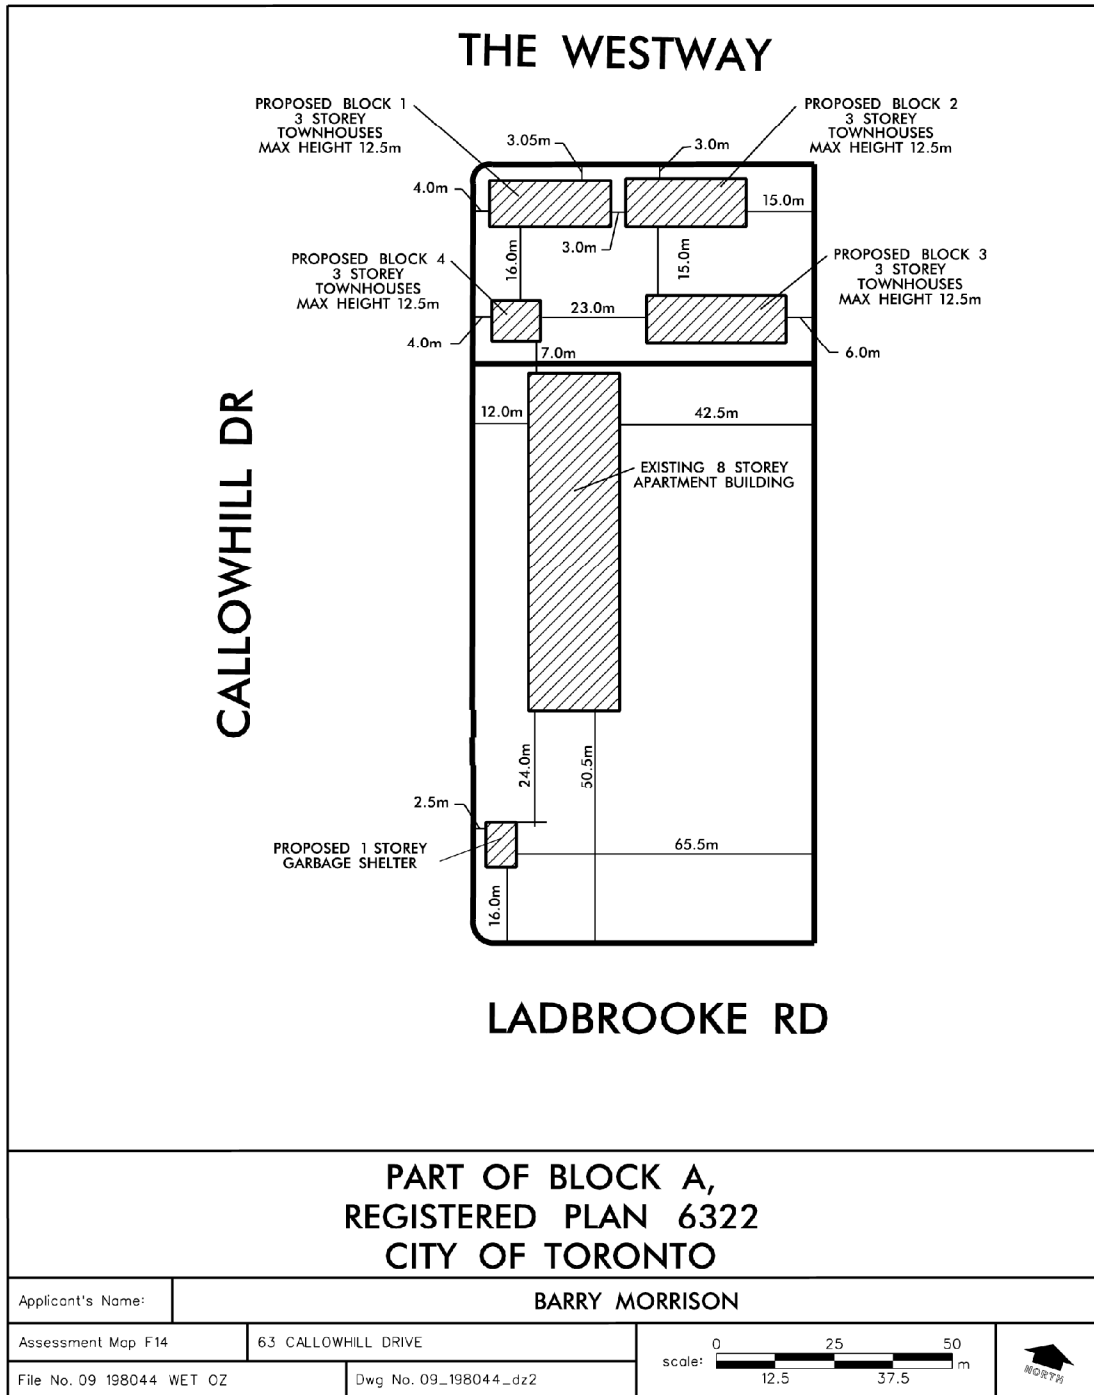 THE WESTWAY
PROPOSED BLOCK 1
3 STOREY
TOWNHOUSES
MAX HEIGHT 12.5m
PROPOSED BLOCK 2
3 STOREY
TOWNHOUSES
MAX HEIGHT 12.5m
3.05m
3.0m
4.0m
15.0m
3.0m
16.0m
15.0m
PROPOSED BLOCK 4
3 STOREY
TOWNHOUSES
MAX HEIGHT 12.5m
PROPOSED BLOCK 3
3 STOREY
TOWNHOUSES
MAX HEIGHT 12.5m
23.0m
4.0m
7.0m
6.0m
CALLOWHILL DR
12.0m
42.5m
EXISTING 8 STOREY
APARTMENT BUILDING
24.0m
50.5m
2.5m
PROPOSED 1 STOREY
GARBAGE SHELTER
65.5m
16.0m
LADBROOKE RD
PART OF BLOCK A,
REGISTERED PLAN 6322
CITY OF TORONTO
Applicant's Name:
BARRY MORRISON
Assessment Map F14
63 CALLOWHILL DRIVE
File No. 09 198044 WET OZ
Dwg No. 09_198044_dz2
scale:
0 25 50
m
12.5 37.5
NORTH